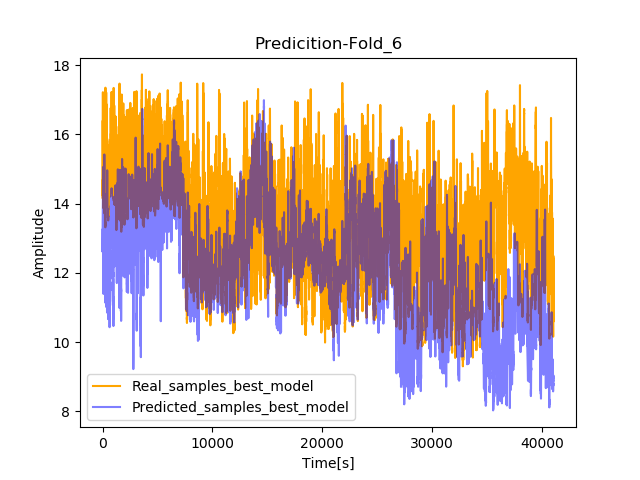 Predicition-Fold_6
18
16
14
12
10
8
Amplitude
Real_samples_best_model
Predicted_samples_best_model
0
10000
20000
30000
40000
Time[s]